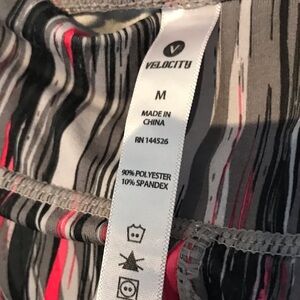 V
VELOCITY
M
MADE IN
CHINA
RN 144526
90% POLYESTER
10% SPANDEX